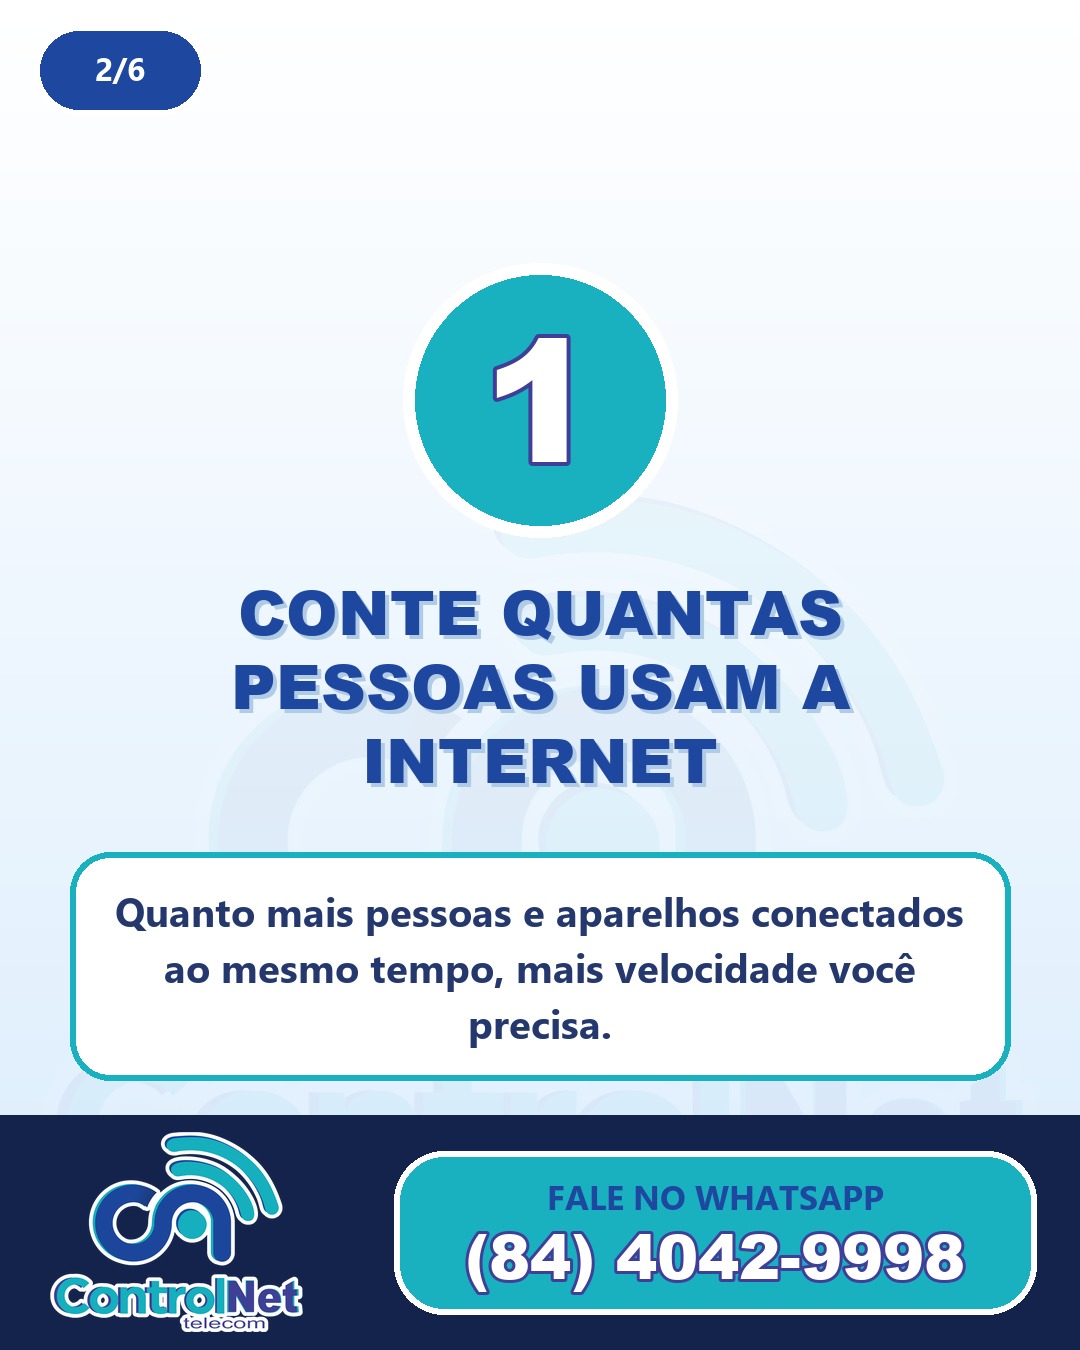 2/6
1
CONTE QUANTAS
PESSOAS USAM A
INTERNET
Quanto mais pessoas e aparelhos conectados
ao mesmo tempo, mais velocidade você
precisa.
ControlNet
telecom
FALE NO WHATSAPP
(84) 4042-9998